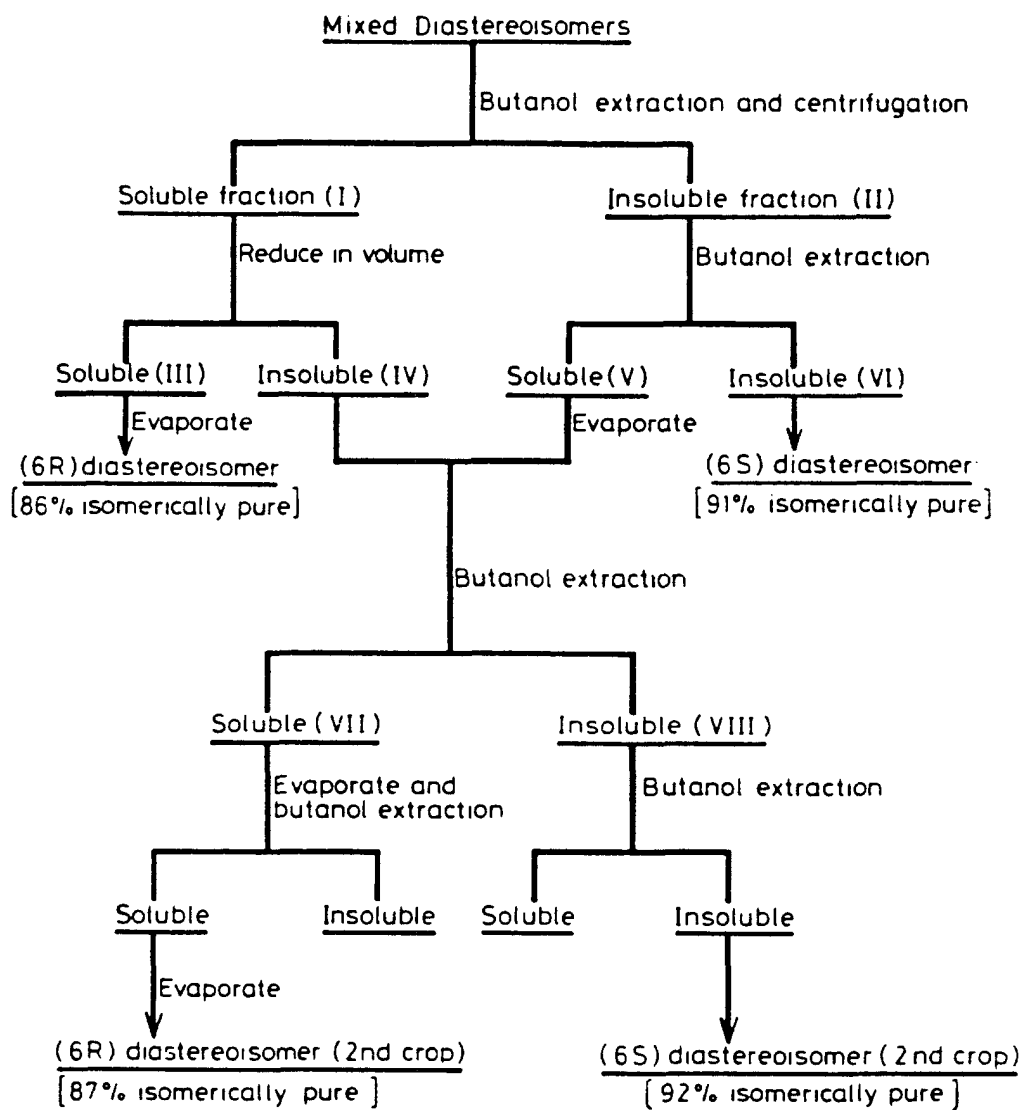 Mixed Diastereoisomers
Butanol extraction and centrifugation
Soluble fraction (I)
Insoluble fraction (II)
Reduce in volume
Butanol extraction
Soluble (III)
Insoluble (IV)
Soluble (V)
Insoluble (VI)
Evaporate
Evaporate
(6R) diastereoisomer
[86% isomerically pure]
(6S) diastereoisomer
[91% isomerically pure]
Butanol extraction
Soluble (VII)
Insoluble (VIII)
Evaporate and
butanol extraction
Butanol extraction
Soluble
Insoluble
Soluble
Insoluble
Evaporate
(6R) diastereoisomer (2nd crop)
[87% isomerically pure]
(6S) diastereoisomer (2nd crop)
[92% isomerically pure]